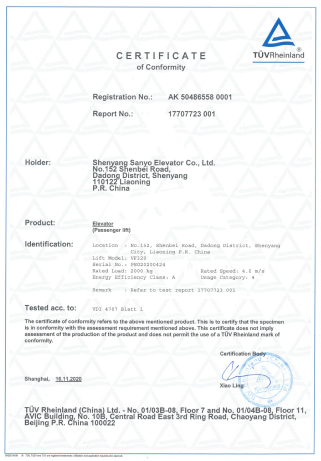 TÜVRheinland®
CERTIFICATE
of Conformity
Registration No.: AK 50486558 0001
Report No.: 17707723 001
Holder: Shenyang Sanyo Elevator Co., Ltd.
No.152 Shenbei Road,
Dadong District, Shenyang
110122 Liaoning
P.R. China
Product: Elevator
(Passenger lift)
Identification: Location : No.152, Shenbei Road, Dadong District, Shenyang
City, Liaoning P.R. China
Lift Model:
Serial No.:
Rated Load: 2000 kg Rated Speed: 4.0 m/s
Energy Efficiency Class: A Usage Category: 4
Remark : Refer to test report 17707723 001
Tested acc. to: VDI 4707 Blatt 1
The certificate of conformity refers to the above mentioned product. This is to certify that the specimen
is in conformity with the assessment requirement mentioned above. This certificate does not imply
assessment of the production of the product and does not permit the use of a TÜV Rheinland mark of
conformity.
Certification Body
Shanghai, 16.11.2020
Xiao Ling
TÜV Rheinland (China) Ltd. - No. 01/03B-08, Floor 7 and No. 01/04B-08, Floor 11,
AVIC Building, No. 10B, Central Road East 3rd Ring Road, Chaoyang District,
Beijing P.R. China 100022